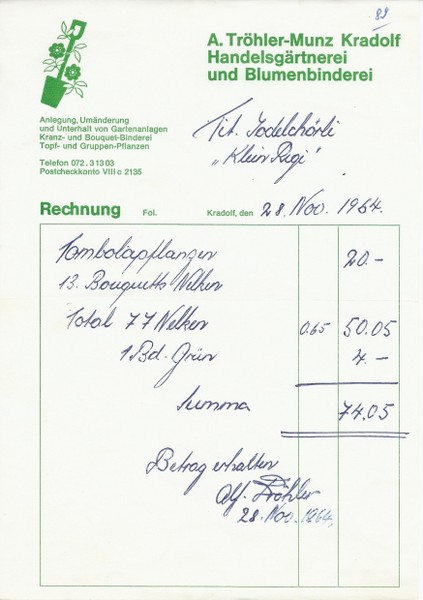 89
A. Tröhler-Munz Kradolf
Handelsgärtnerei
und Blumenbinderei
Anlegung, Umänderung
und Unterhalt von Gartenanlagen
Kranz- und Bouquet-Binderei
Topf- und Gruppen-Pflanzen
Telefon 072. 3 13 03
Postcheckkonto VIII c 2135
Tit. Jodelchörli
"Klein Rigi"
Rechnung Fol. Kradolf, den 28. Nov. 1964.
Tombolapflanzen 20.-
13. Bouquetts Nelken
Total 77 Nelken 0.65 50.05
1 Bd. Grün 4.-
Summa 74.05
Betrag erhalten
Alf. Tröhler
28. Nov. 1964.